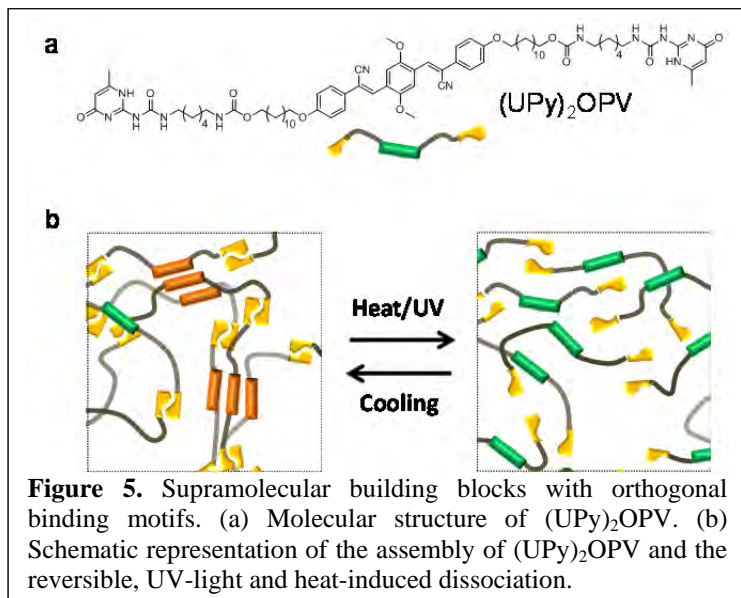 a
(UPy)₂OPV
b
Heat/UV
Cooling
Figure 5. Supramolecular building blocks with orthogonal
binding motifs. (a) Molecular structure of (UPy)₂OPV. (b)
Schematic representation of the assembly of (UPy)₂OPV and the
reversible, UV-light and heat-induced dissociation.